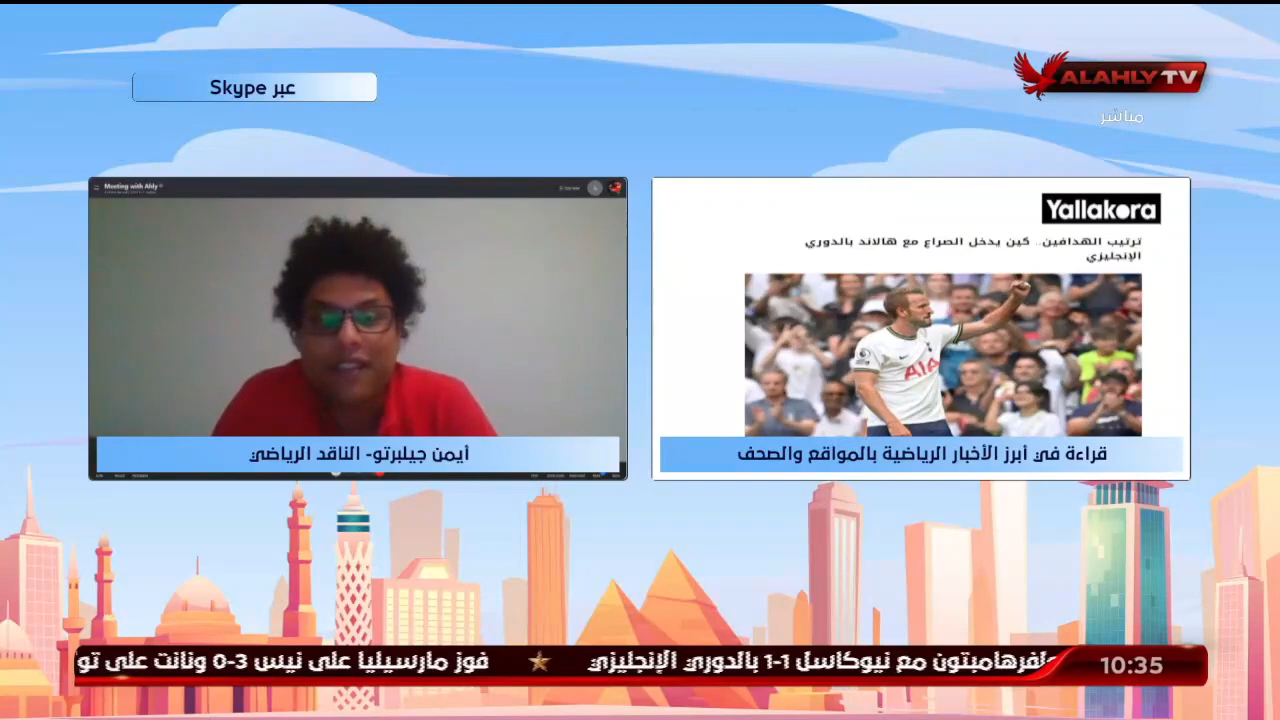 ALAHLY TV
مباشر
عبر Skype
Meeting with Ahly
Yallakora
ترتيب الهدافين.. كين يدخل الصراع مع هالاند بالدوري
الإنجليزي
AIA
أيمن جيلبرتو- الناقد الرياضي
قراءة في أبرز الأخبار الرياضية بالمواقع والصحف
10:35
مع نيوكاسل 1-1 بالدوري الإنجليزي ★ فوز مارسيليا على نيس 3-0 ونانت على